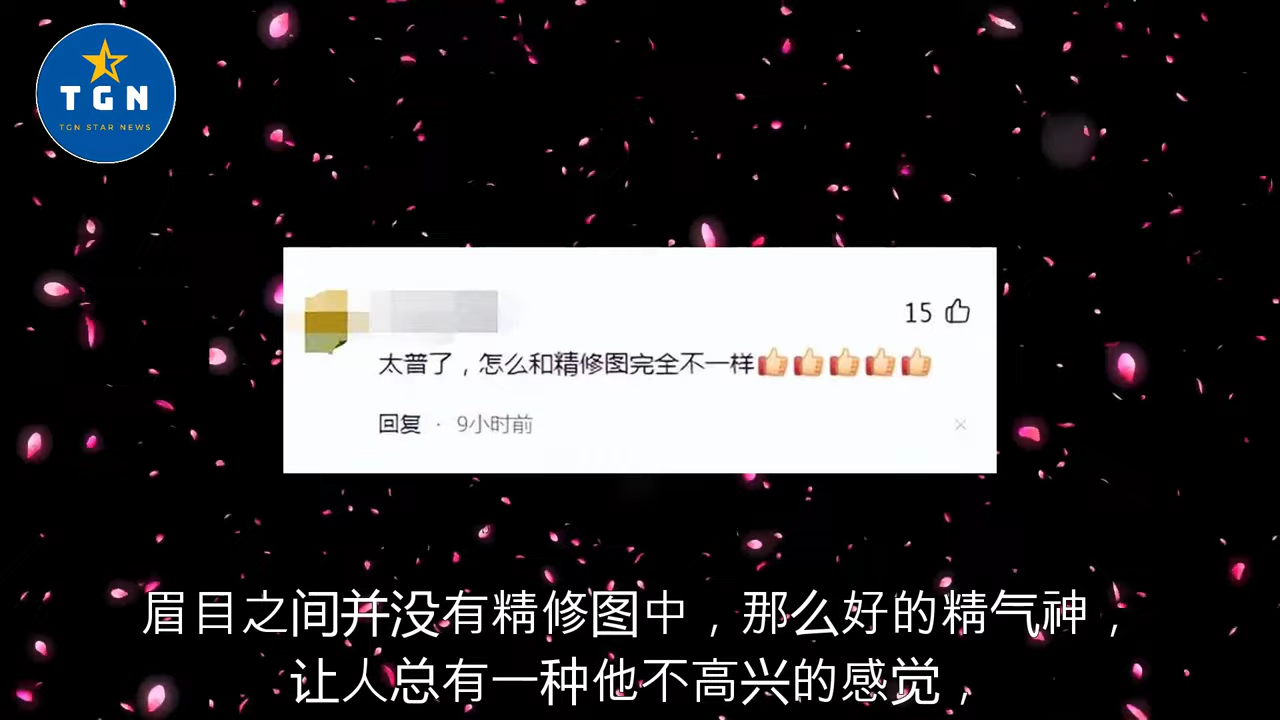 TGN
TGN STAR NEWS
15
太普了，怎么和精修图完全不一样👍👍👍👍👍
回复 · 9小时前
眉目之间并没有精修图中，那么好的精气神，
让人总有一种他不高兴的感觉，